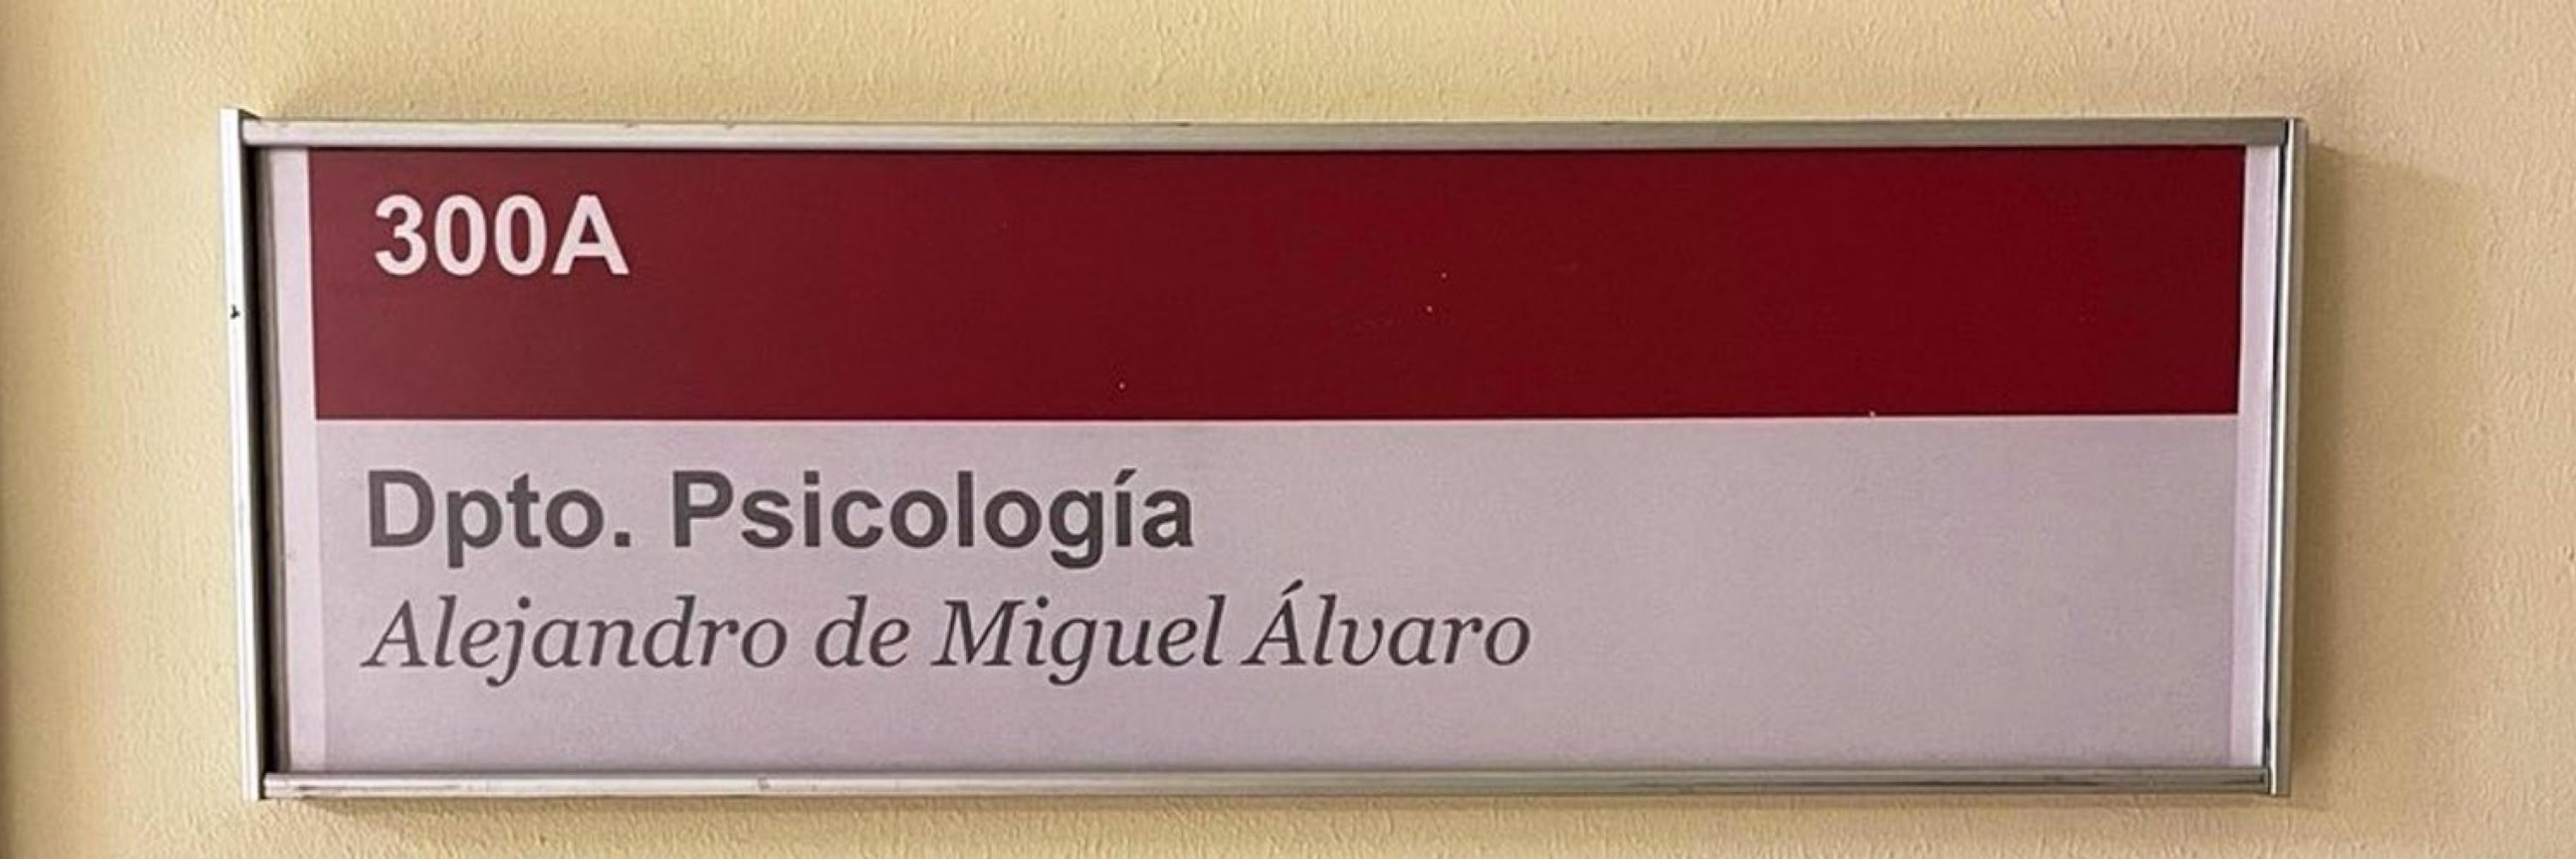 300A
Dpto. Psicología
Alejandro de Miguel Álvaro